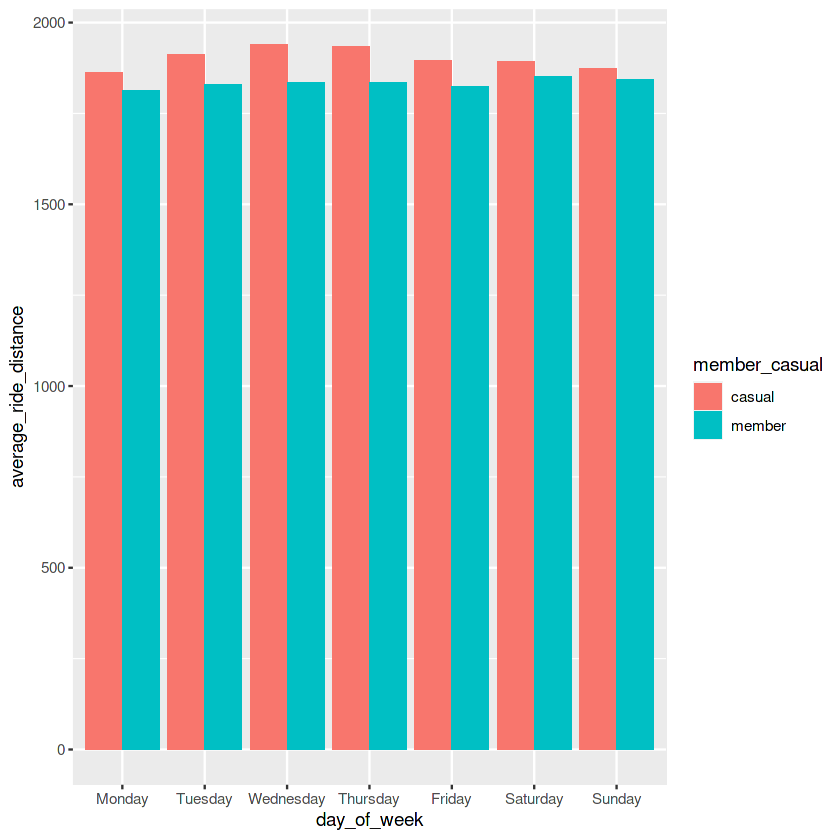 2000
1500
1000
500
0
average_ride_distance
Monday Tuesday Wednesday Thursday Friday Saturday Sunday
day_of_week
member_casual
casual
member